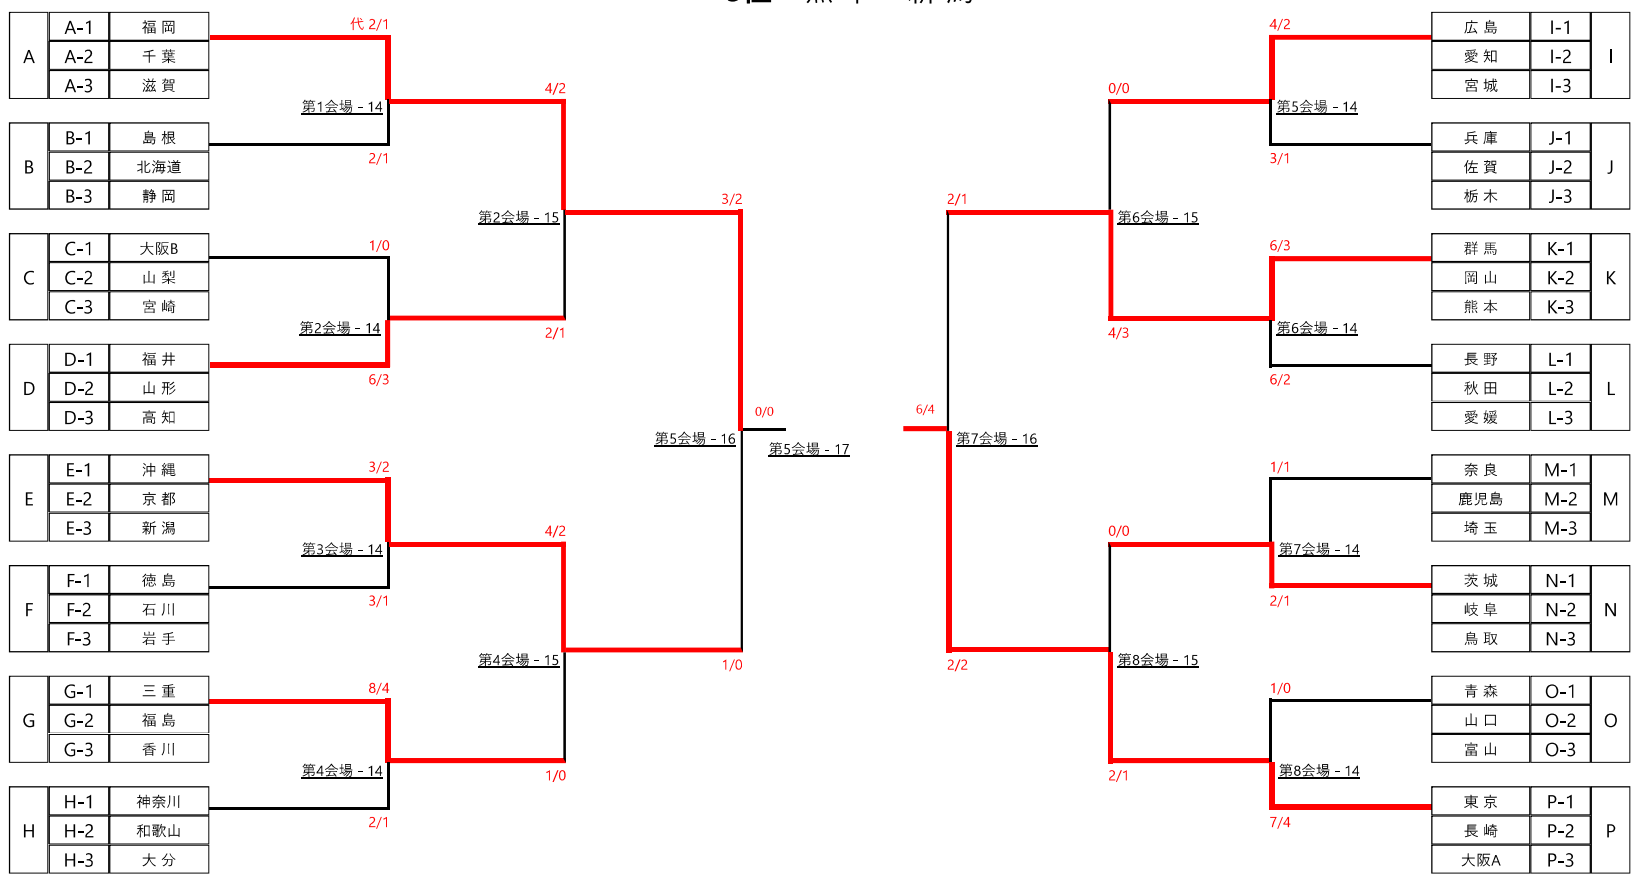 A A-1 福岡
A-2 千葉
A-3 滋賀
B B-1 島根
B-2 北海道
B-3 静岡
C C-1 大阪B
C-2 山梨
C-3 宮崎
D D-1 福井
D-2 山形
D-3 高知
E E-1 沖縄
E-2 京都
E-3 新潟
F F-1 徳島
F-2 石川
F-3 岩手
G G-1 三重
G-2 福島
G-3 香川
H H-1 神奈川
H-2 和歌山
H-3 大分
代 2/1
第1会場 - 14
2/1
1/0
第2会場 - 14
6/3
3/2
第3会場 - 14
3/1
8/4
第4会場 - 14
2/1
4/2
第2会場 - 15
2/1
4/2
第4会場 - 15
1/0
3/2
第5会場 - 16
1/0
0/0
第5会場 - 17
6/4
2/1
第7会場 - 16
2/2
0/0
第6会場 - 15
4/3
0/0
第8会場 - 15
2/1
4/2
第5会場 - 14
3/1
6/3
第6会場 - 14
6/2
1/1
第7会場 - 14
2/1
1/0
第8会場 - 14
7/4
広島 I-1 I
愛知 I-2
宮城 I-3
兵庫 J-1 J
佐賀 J-2
栃木 J-3
群馬 K-1 K
岡山 K-2
熊本 K-3
長野 L-1 L
秋田 L-2
愛媛 L-3
奈良 M-1 M
鹿児島 M-2
埼玉 M-3
茨城 N-1 N
岐阜 N-2
鳥取 N-3
青森 O-1 O
山口 O-2
富山 O-3
東京 P-1 P
長崎 P-2
大阪A P-3